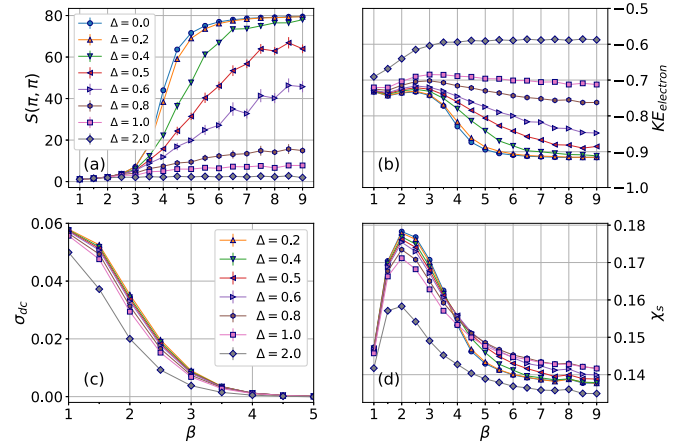 S(π, π)
80
60
40
20
0
Δ = 0.0
Δ = 0.2
Δ = 0.4
Δ = 0.5
Δ = 0.6
Δ = 0.8
Δ = 1.0
Δ = 2.0
(a)
1 2 3 4 5 6 7 8 9
(b)
−0.5
−0.6
−0.7
−0.8
−0.9
−1.0
KE_electron
1 2 3 4 5 6 7 8 9
σ_dc
0.06
0.04
0.02
0.00
Δ = 0.2
Δ = 0.4
Δ = 0.5
Δ = 0.6
Δ = 0.8
Δ = 1.0
Δ = 2.0
(c)
1 2 3 4 5
β
(d)
0.18
0.17
0.16
0.15
0.14
χ_s
1 2 3 4 5 6 7 8 9
β